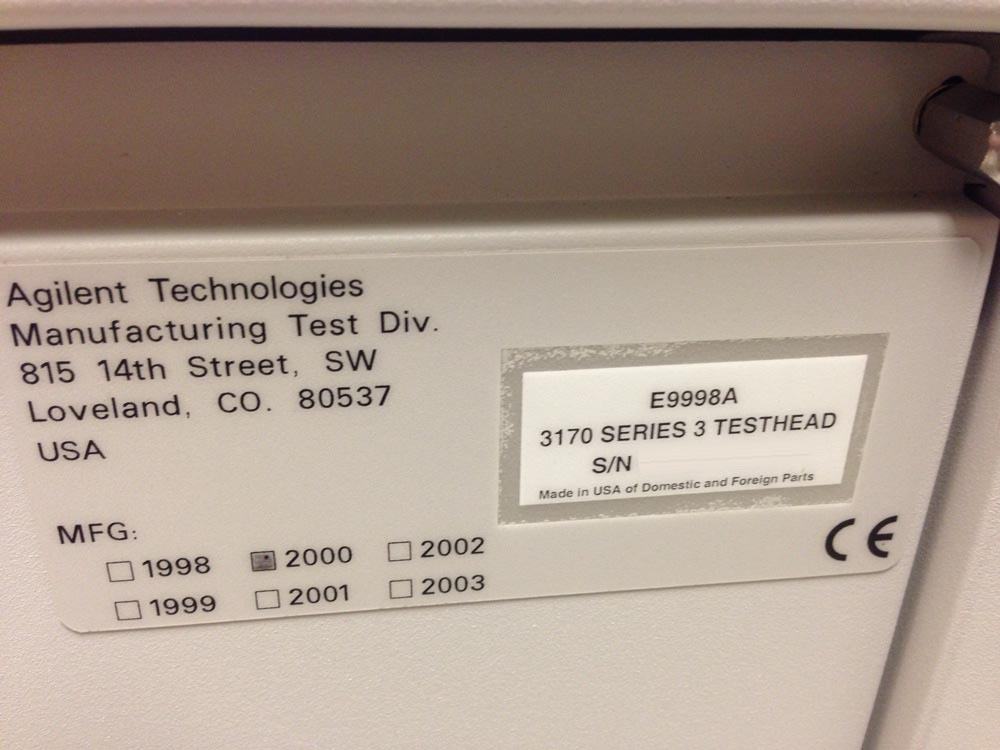 Agilent Technologies
Manufacturing Test Div.
815 14th Street, SW
Loveland, CO. 80537
USA
E9998A
3170 SERIES 3 TESTHEAD
S/N
Made in USA of Domestic and Foreign Parts
MFG:
1998 2000 2002
1999 2001 2003
CE